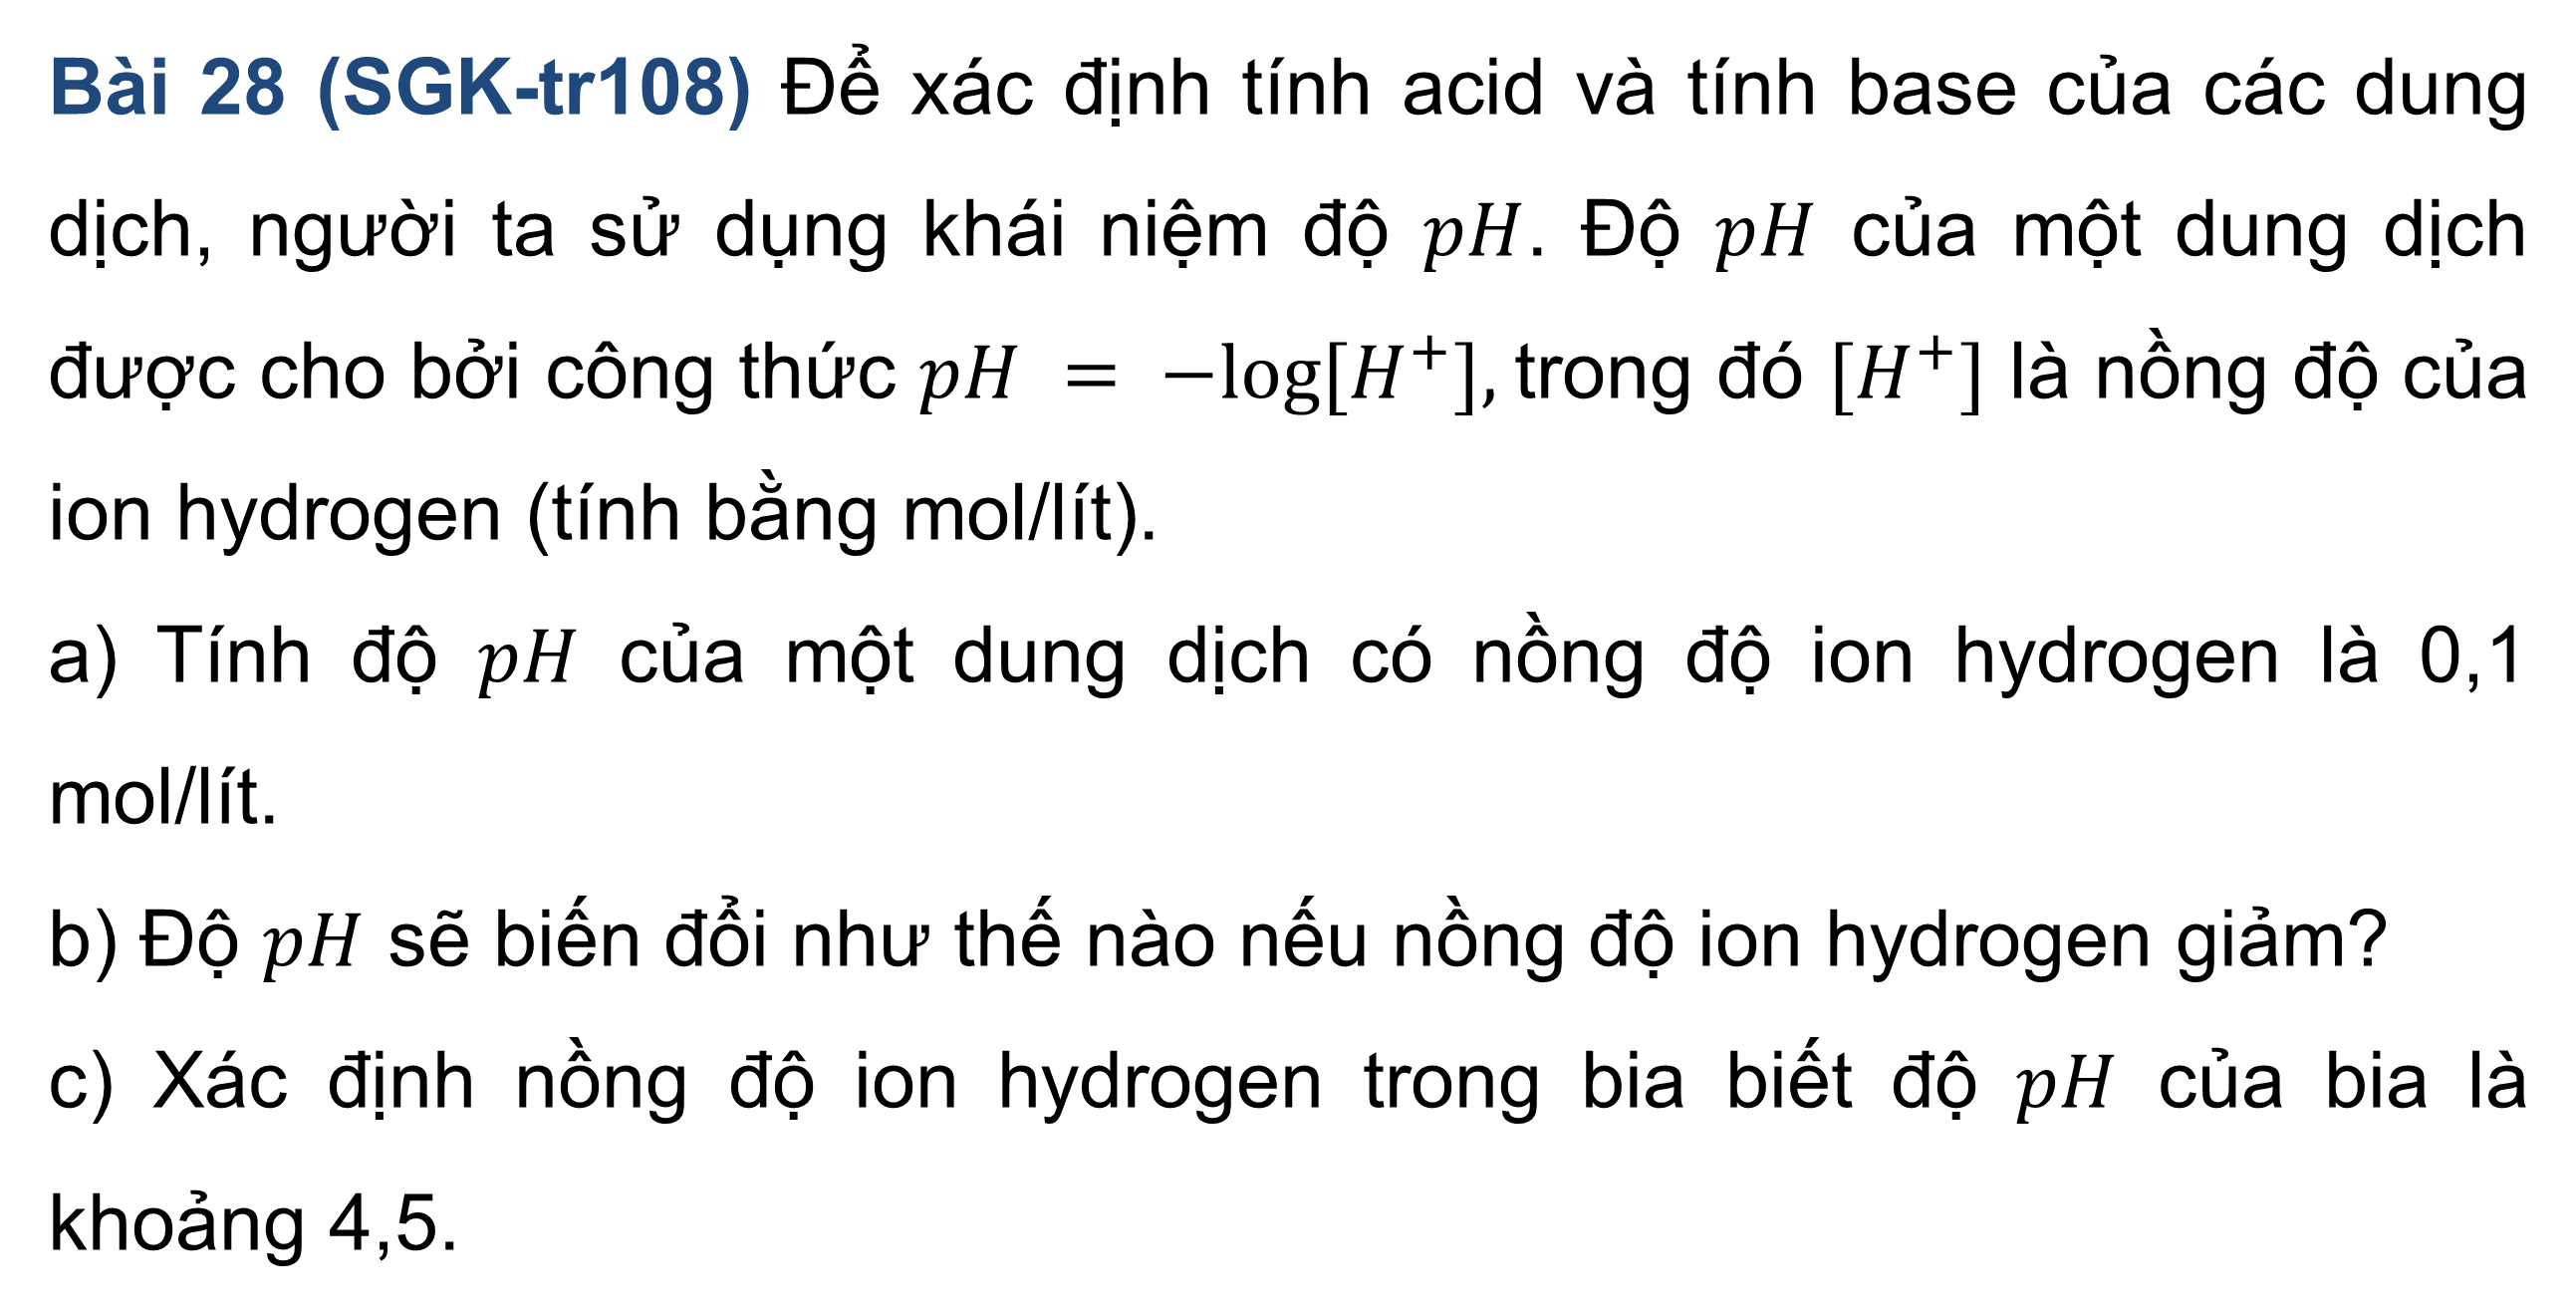 Bài 28 (SGK-tr108) Để xác định tính acid và tính base của các dung
dịch, người ta sử dụng khái niệm độ pH. Độ pH của một dung dịch
được cho bởi công thức pH = −log[H⁺], trong đó [H⁺] là nồng độ của
ion hydrogen (tính bằng mol/lít).
a) Tính độ pH của một dung dịch có nồng độ ion hydrogen là 0,1
mol/lít.
b) Độ pH sẽ biến đổi như thế nào nếu nồng độ ion hydrogen giảm?
c) Xác định nồng độ ion hydrogen trong bia biết độ pH của bia là
khoảng 4,5.